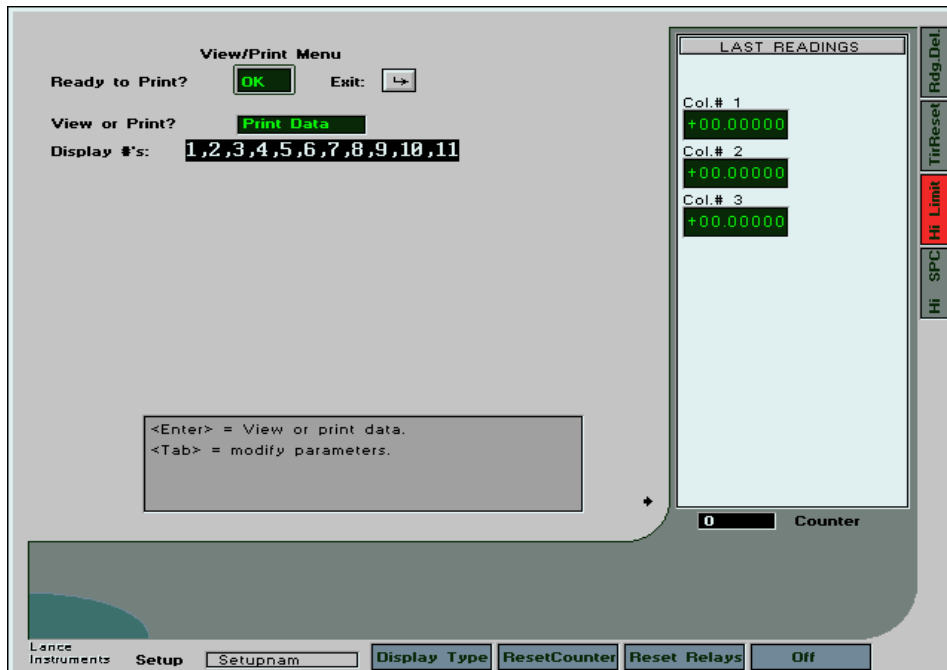 View/Print Menu
Ready to Print? OK Exit:
View or Print? Print Data
Display #'s: 1,2,3,4,5,6,7,8,9,10,11
<Enter> = View or print data.
<Tab> = modify parameters.
LAST READINGS
Col.# 1
+00.00000
Col.# 2
+00.00000
Col.# 3
+00.00000
0 Counter
Rdg.Del.
TirReset
Hi Limit
Hi SPC
Lance
Instruments
Setup Setupnam Display Type ResetCounter Reset Relays Off